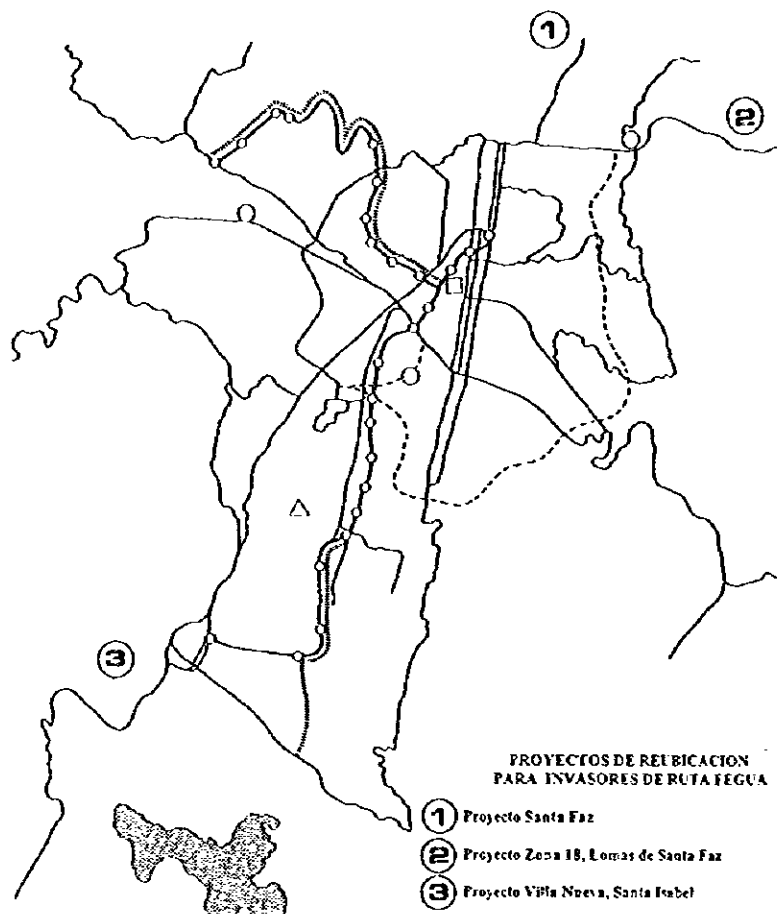 1
2
3
PROYECTOS DE REUBICACION
PARA INVASORES DE RUTA FEGUA
1 Proyecto Santa Faz
2 Proyecto Zona 18, Lomas de Santa Faz
3 Proyecto Villa Nueva, Santa Isabel